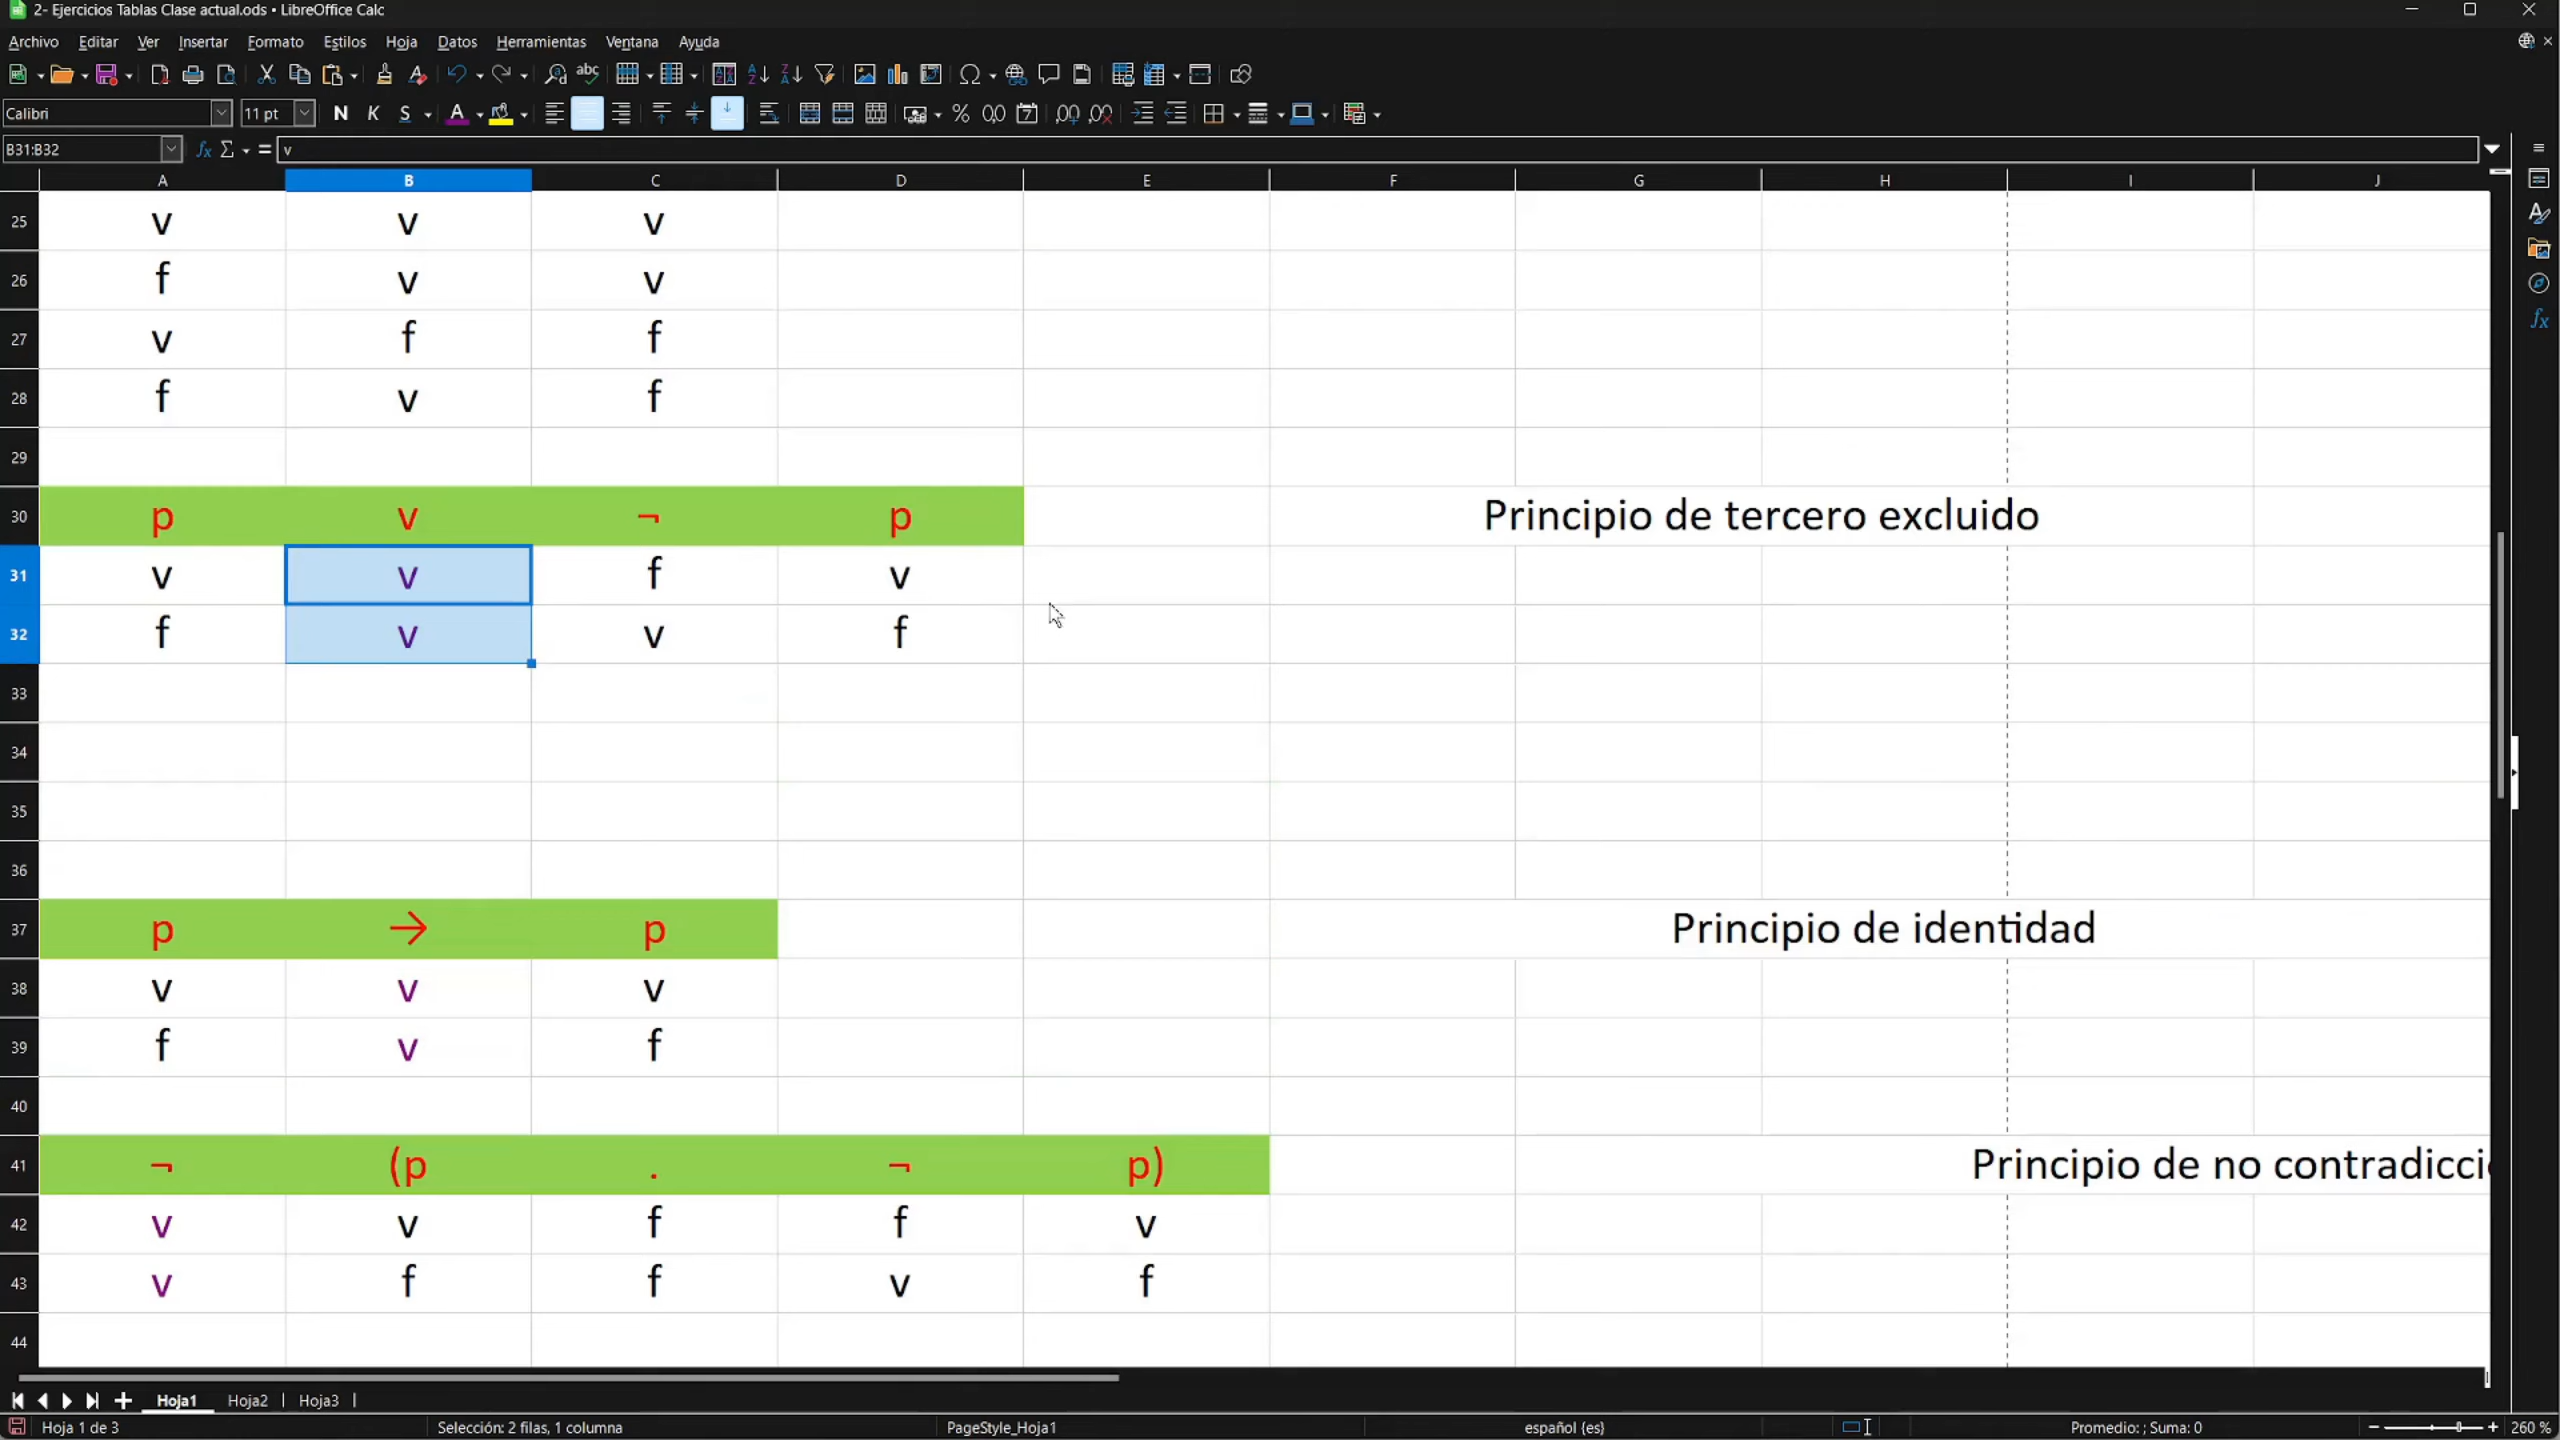 2- Ejercicios Tablas Clase actual.ods • LibreOffice Calc
Archivo Editar Ver Insertar Formato Estilos Hoja Datos Herramientas Ventana Ayuda
Calibri 11 pt N K S
B31:B32 fx Σ = v
A B C D E F G H I J
25 v v v
26 f v v
27 v f f
28 f v f
29
30 p v ¬ p Principio de tercero excluido
31 v v f v
32 f v v f
33
34
35
36
37 p → p Principio de identidad
38 v v v
39 f v f
40
41 ¬ (p . ¬ p) Principio de no contradicci
42 v v f f v
43 v f f v f
44
Hoja1 Hoja2 Hoja3
Hoja 1 de 3 Selección: 2 filas, 1 columna PageStyle_Hoja1 español (es) Promedio: ; Suma: 0 260 %